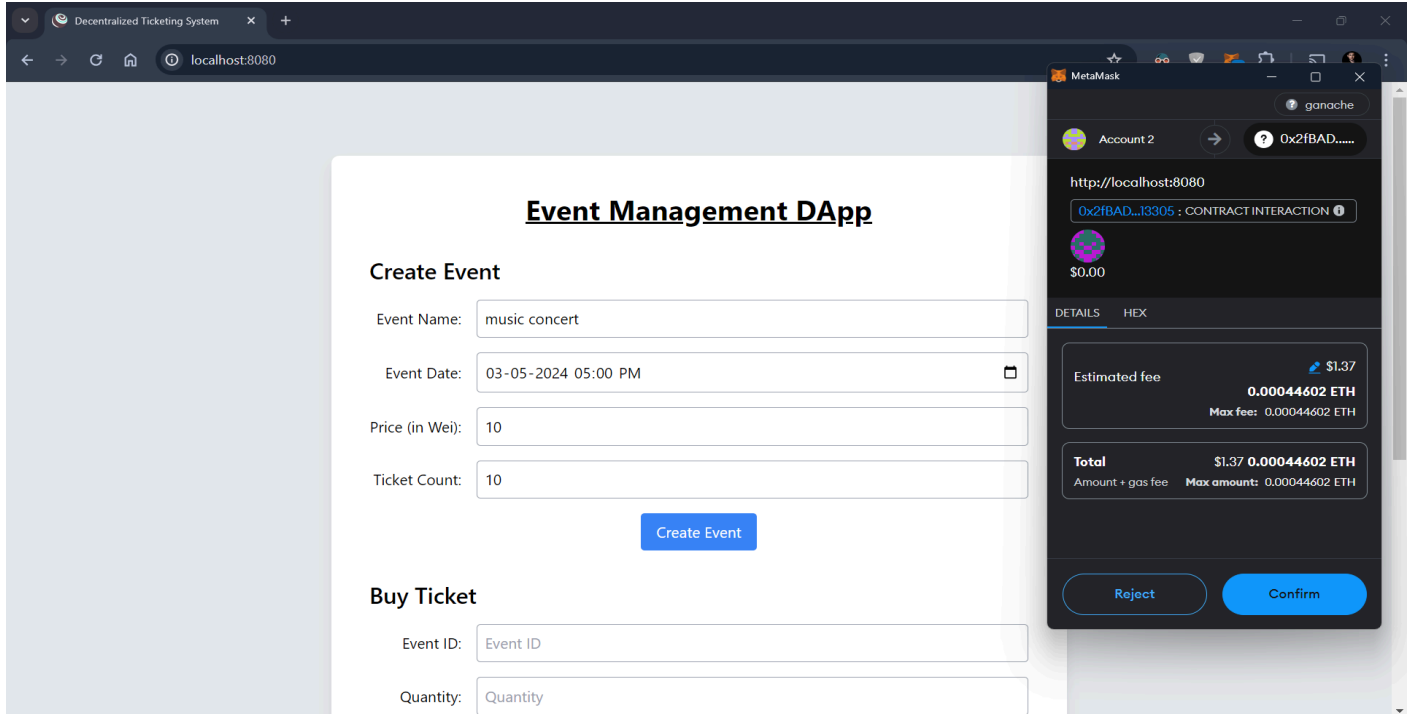 Decentralized Ticketing System
localhost:8080
Event Management DApp
Create Event
Event Name: music concert
Event Date: 03-05-2024 05:00 PM
Price (in Wei): 10
Ticket Count: 10
Create Event
Buy Ticket
Event ID: Event ID
Quantity: Quantity
MetaMask
ganache
Account 2 0x2fBAD......
http://localhost:8080
0x2fBAD...13305 : CONTRACT INTERACTION
$0.00
DETAILS HEX
Estimated fee $1.37
0.00044602 ETH
Max fee: 0.00044602 ETH
Total $1.37 0.00044602 ETH
Amount + gas fee Max amount: 0.00044602 ETH
Reject Confirm